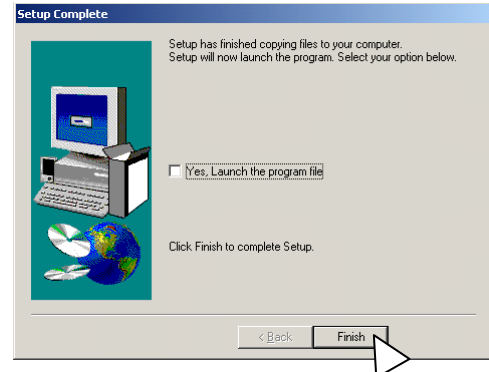 Setup Complete
Setup has finished copying files to your computer.
Setup will now launch the program. Select your option below.
Yes, Launch the program file
Click Finish to complete Setup.
< Back
Finish